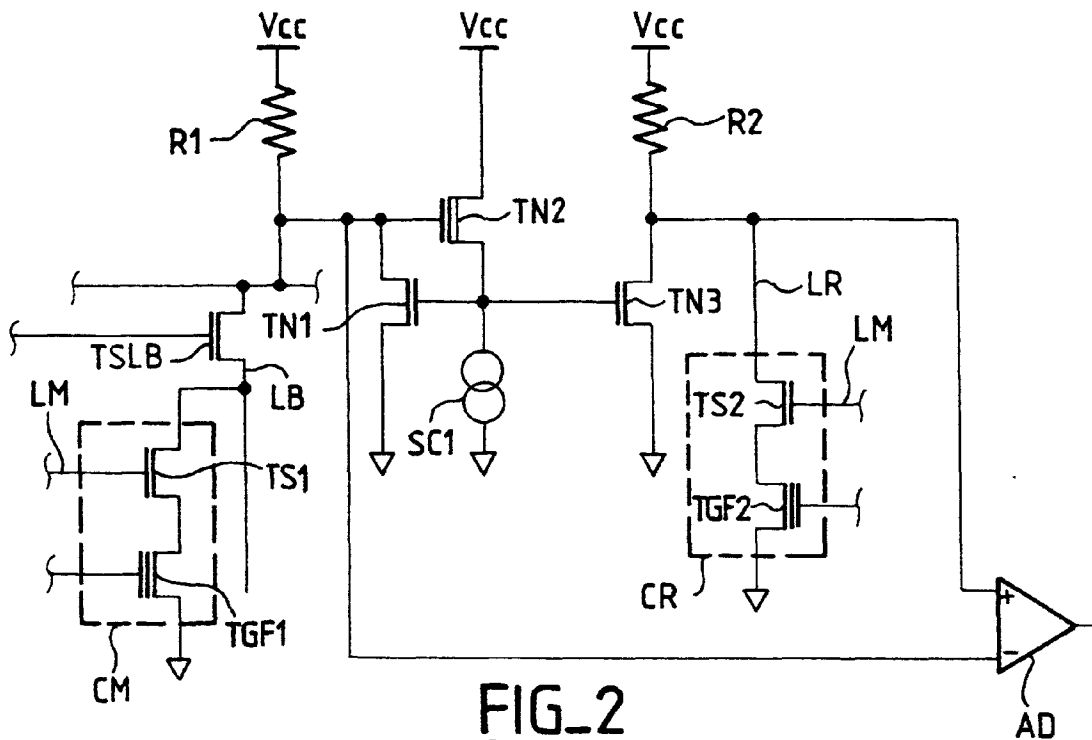 Vcc
Vcc
Vcc
R1
R2
TN2
TN1
TN3
LR
TSLB
LB
LM
LM
SC1
TS2
TS1
TGF2
CR
TGF1
CM
+
-
AD
FIG_2